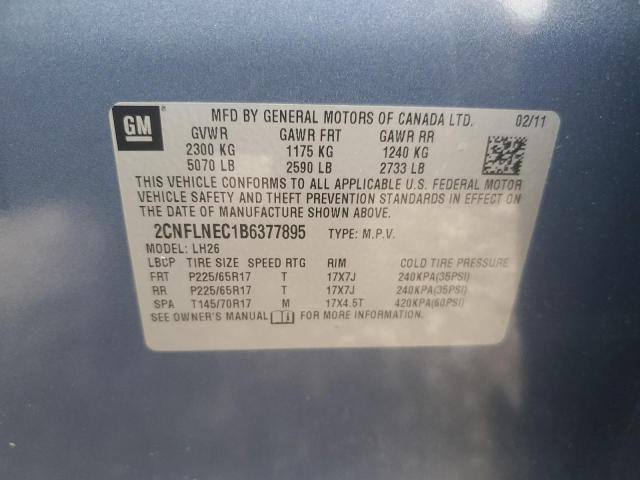 GM
MFD BY GENERAL MOTORS OF CANADA LTD. 02/11
GVWR GAWR FRT GAWR RR
2300 KG 1175 KG 1240 KG
5070 LB 2590 LB 2733 LB
THIS VEHICLE CONFORMS TO ALL APPLICABLE U.S. FEDERAL MOTOR
VEHICLE SAFETY AND THEFT PREVENTION STANDARDS IN EFFECT ON
DATE OF MANUFACTURE SHOWN ABOVE.
2CNFLNEC1B6377895 TYPE: M.P.V.
MODEL: LH26
LBCP TIRE SIZE SPEED RTG RIM COLD TIRE PRESSURE
FRT P225/65R17 T 17X7J 240KPA(35PSI)
RR P225/65R17 T 17X7J 240KPA(35PSI)
SPA T145/70R17 M 17X4.5T 420KPA(60PSI)
SEE OWNER'S MANUAL FOR MORE INFORMATION.